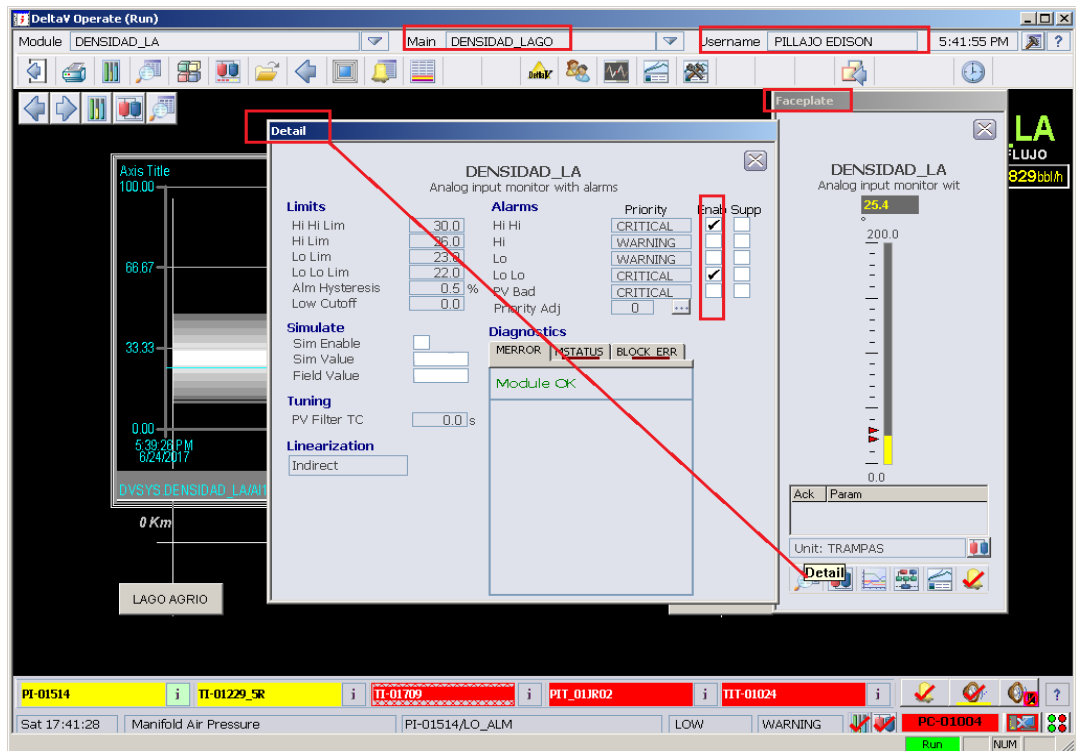 DeltaV Operate (Run)
Module DENSIDAD_LA Main DENSIDAD_LAGO Username PILLAJO EDISON 5:41:55 PM ?
DeltaV
Faceplate
Detail
LA
FLUJO
829 bbl/h
Axis Title
100.00
66.67
33.33
0.00
5:39:26 PM
6/24/2017
DVSYS.DENSIDAD_LA/AI1
0 Km
LAGO AGRIO
DENSIDAD_LA
Analog input monitor with alarms
Limits
Hi Hi Lim 30.0
Hi Lim 26.0
Lo Lim 23.0
Lo Lo Lim 22.0
Alm Hysteresis 0.5 %
Low Cutoff 0.0
Alarms Priority Enab Supp
Hi Hi CRITICAL
Hi WARNING
Lo WARNING
Lo Lo CRITICAL
PV Bad CRITICAL
Priority Adj 0 ...
Simulate
Sim Enable
Sim Value
Field Value
Tuning
PV Filter TC 0.0 s
Linearization
Indirect
Diagnostics
MERROR MSTATUS BLOCK_ERR
Module OK
DENSIDAD_LA
Analog input monitor wit
25.4
°
200.0
0.0
Ack Param
Unit: TRAMPAS
Detail
PI-01514 i TI-01229_5R i TI-01709 i PIT_01JR02 i TIT-01024 i ?
Sat 17:41:28 Manifold Air Pressure PI-01514/LO_ALM LOW WARNING PC-01004
Run NUM